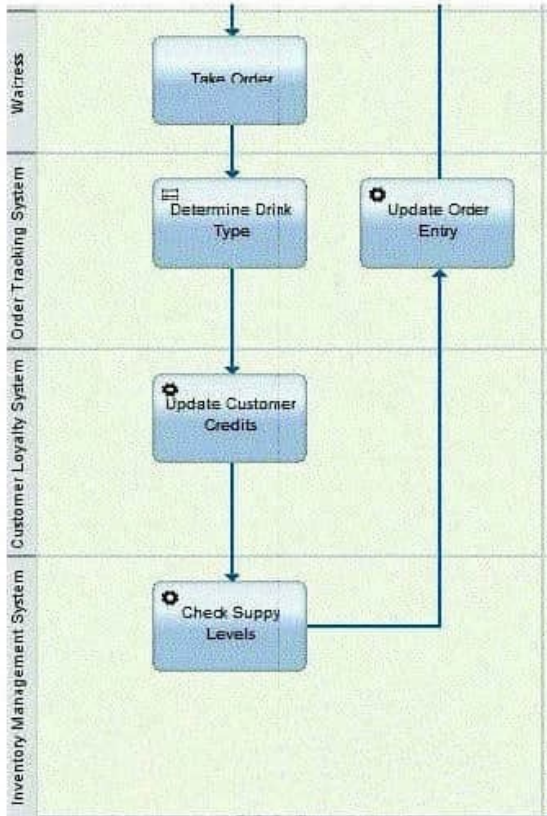 Waitress
Take Order
Order Tracking System
Determine Drink
Type
Update Order
Entry
Customer Loyalty System
Update Customer
Credits
Inventory Management System
Check Suppy
Levels